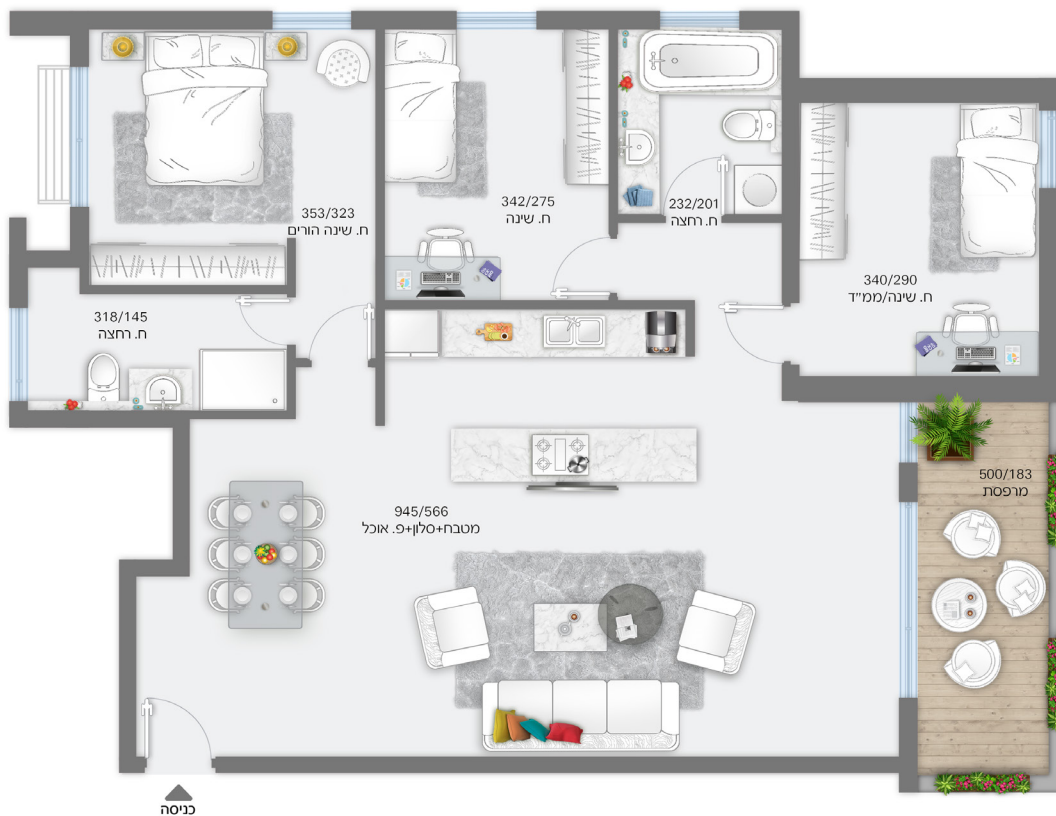 353/323
ח. שינה הורים
342/275
ח. שינה
232/201
ח. רחצה
340/290
ח. שינה/ממ״ד
318/145
ח. רחצה
500/183
מרפסת
945/566
מטבח+סלון+פ. אוכל
כניסה